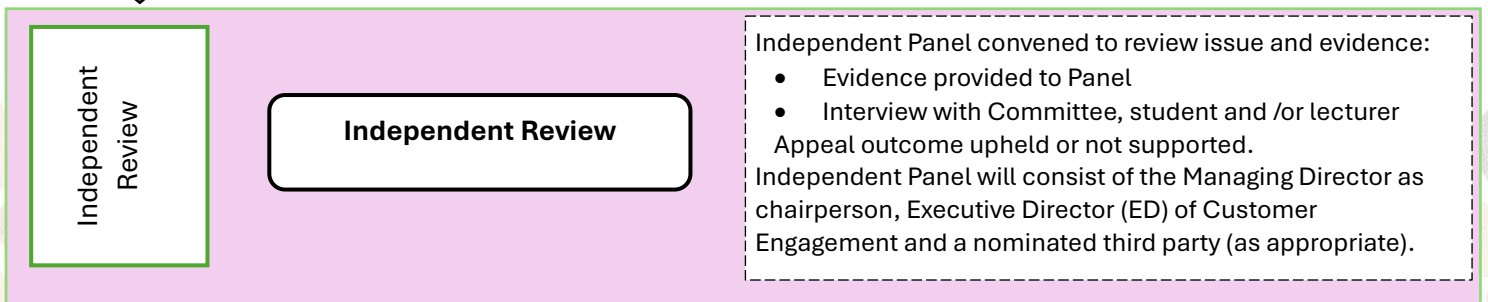 Independent
Review
Independent Review
Independent Panel convened to review issue and evidence:
• Evidence provided to Panel
• Interview with Committee, student and /or lecturer
Appeal outcome upheld or not supported.
Independent Panel will consist of the Managing Director as
chairperson, Executive Director (ED) of Customer
Engagement and a nominated third party (as appropriate).